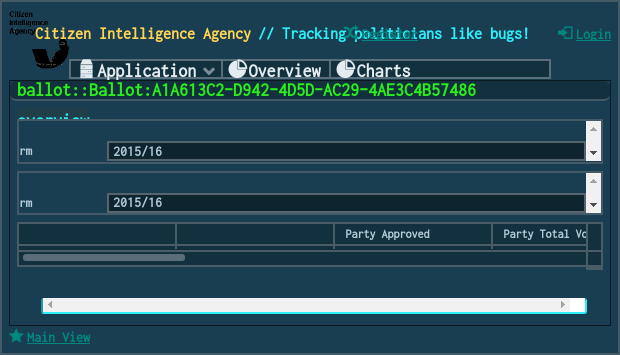 Citizen
Intelligence
Agency
Citizen Intelligence Agency // Tracking politicians like bugs!
Login
Application
Overview
Charts
ballot::Ballot:A1A613C2-D942-4D5D-AC29-4AE3C4B57486
overview
rm
2015/16
rm
2015/16
Party Approved
Party Total Vo
Main View